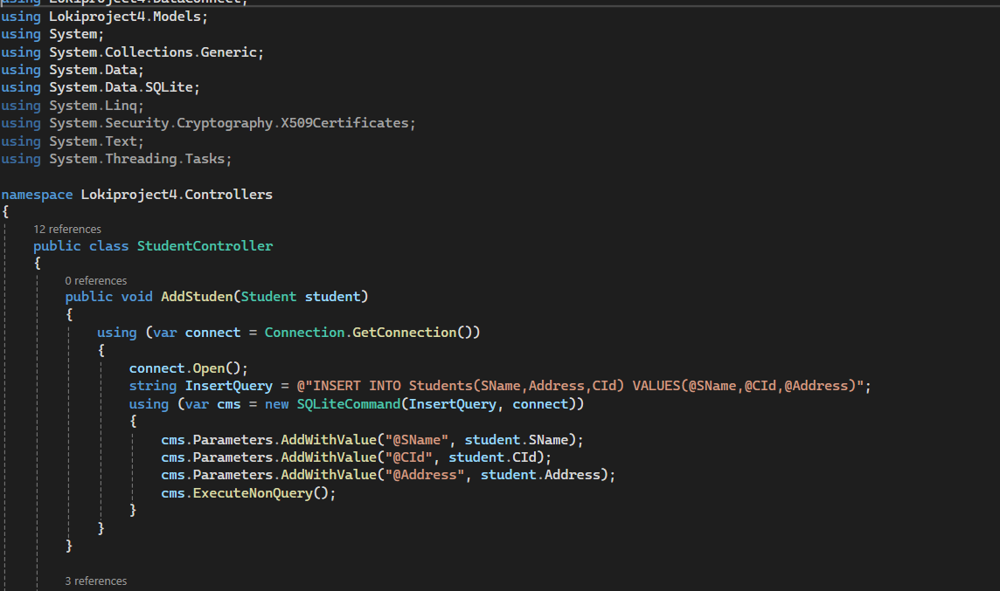 using Lokiproject4.DataConnect;
using Lokiproject4.Models;
using System;
using System.Collections.Generic;
using System.Data;
using System.Data.SQLite;
using System.Linq;
using System.Security.Cryptography.X509Certificates;
using System.Text;
using System.Threading.Tasks;
namespace Lokiproject4.Controllers
{
12 references
public class StudentController
{
0 references
public void AddStuden(Student student)
{
using (var connect = Connection.GetConnection())
{
connect.Open();
string InsertQuery = @"INSERT INTO Students(SName,Address,CId) VALUES(@SName,@CId,@Address)";
using (var cms = new SQLiteCommand(InsertQuery, connect))
{
cms.Parameters.AddWithValue("@SName", student.SName);
cms.Parameters.AddWithValue("@CId", student.CId);
cms.Parameters.AddWithValue("@Address", student.Address);
cms.ExecuteNonQuery();
}
}
}
3 references